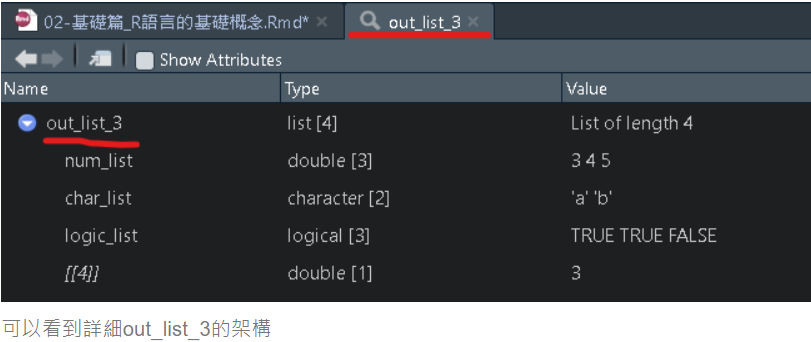 02-基礎篇_R語言的基礎概念.Rmd* × out_list_3 ×
Show Attributes
Name Type Value
out_list_3 list [4] List of length 4
num_list double [3] 3 4 5
char_list character [2] 'a' 'b'
logic_list logical [3] TRUE TRUE FALSE
[[4]] double [1] 3
可以看到詳細out_list_3的架構